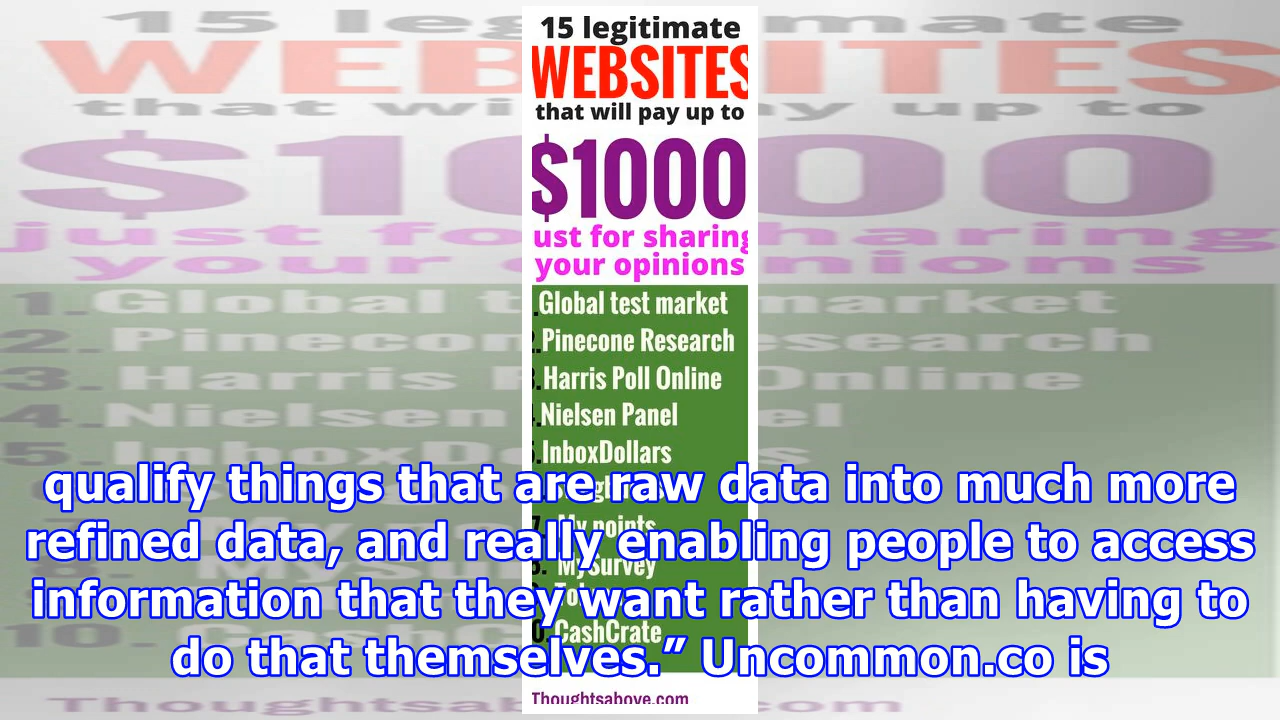 15 legitimate
WEBSITES
that will pay up to
$1000
ust for sharing
your opinions
.Global test market
.Pinecone Research
. Harris Poll Online
.Nielsen Panel
.InboxDollars
My points
MySurvey
CashCrate
qualify things that are raw data into much more
refined data, and really enabling people to access
information that they want rather than having to
do that themselves.” Uncommon.co is
Thoughtsabove.com